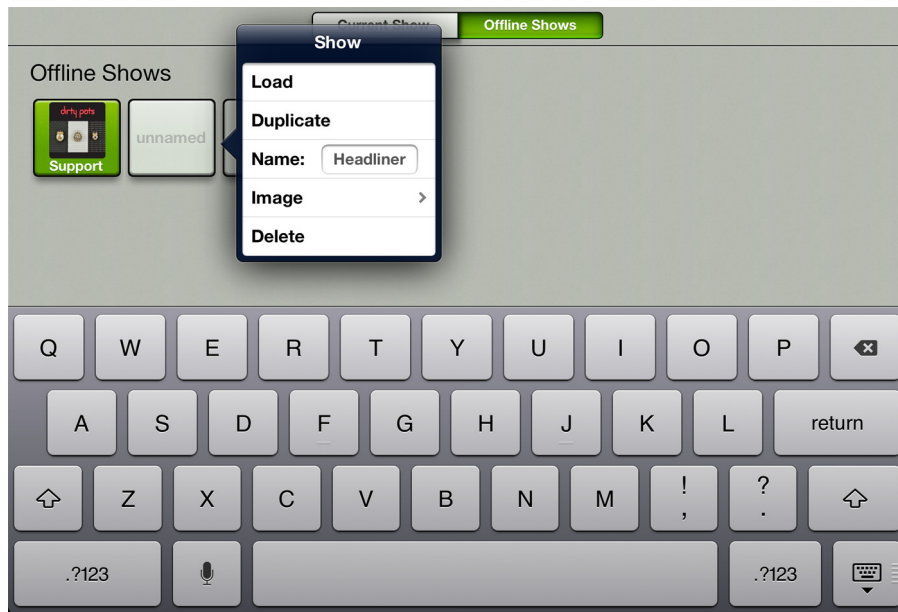 Current Show
Offline Shows
Show
Offline Shows
Load
dirty pots
unnamed
Support
Duplicate
Name: Headliner
Image
Delete
Q W E R T Y U I O P
A S D F G H J K L return
Z X C V B N M ! , ? .
.?123 .?123